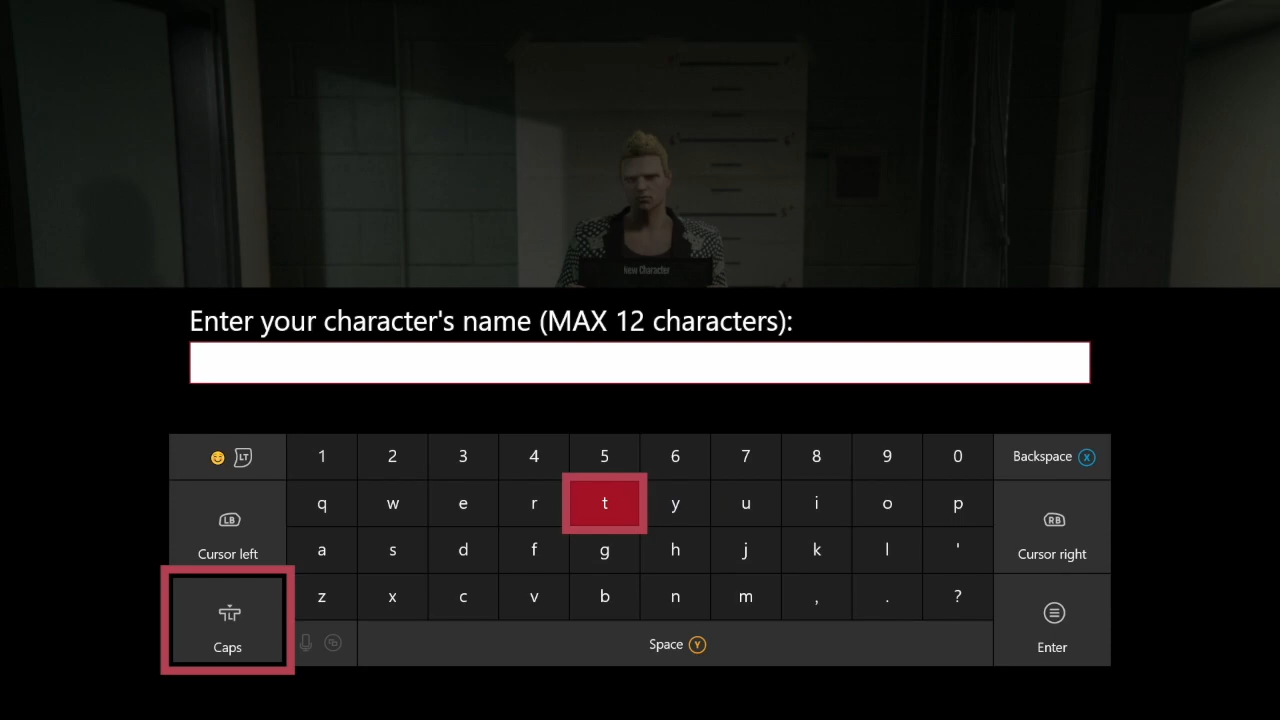 New Character
Enter your character's name (MAX 12 characters):
LT 1 2 3 4 5 6 7 8 9 0 Backspace X
q w e r t y u i o p
LB Cursor left
a s d f g h j k l '
RB Cursor right
z x c v b n m , . ?
Caps
Space Y
Enter